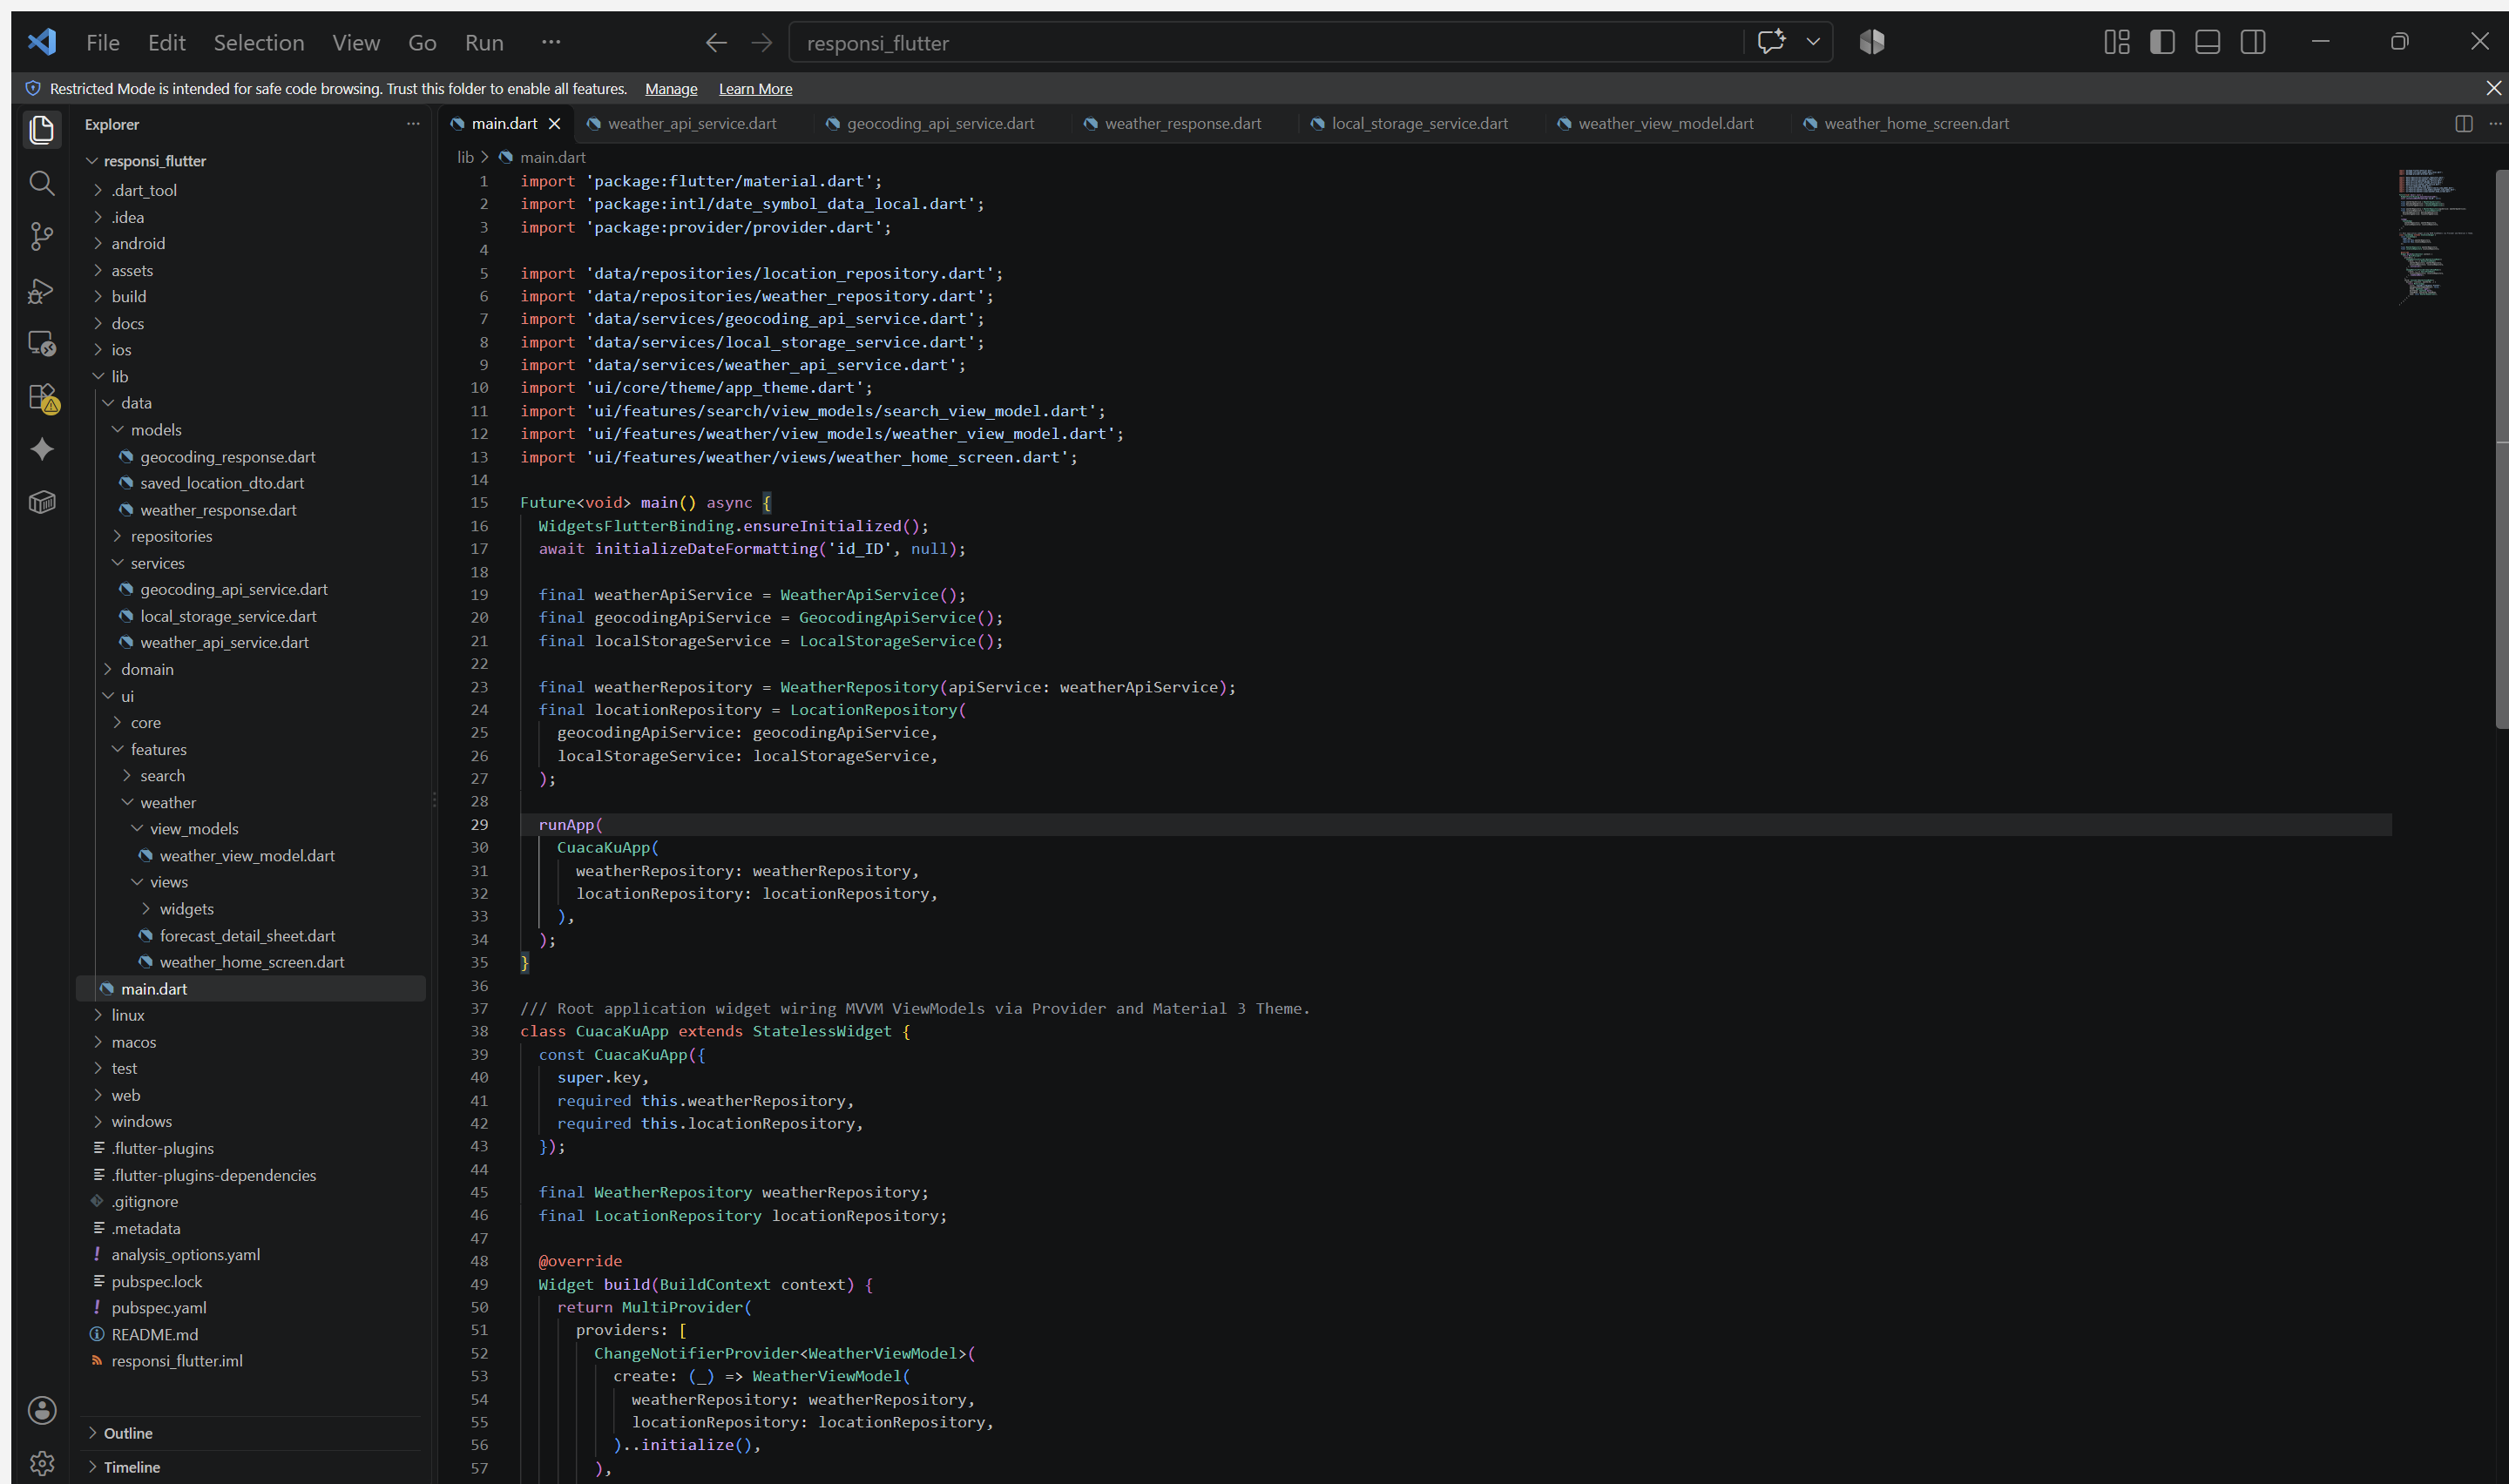 File Edit Selection View Go Run ···
responsi_flutter
Restricted Mode is intended for safe code browsing. Trust this folder to enable all features. Manage Learn More
Explorer
responsi_flutter
.dart_tool
.idea
android
assets
build
docs
ios
lib
data
models
geocoding_response.dart
saved_location_dto.dart
weather_response.dart
repositories
services
geocoding_api_service.dart
local_storage_service.dart
weather_api_service.dart
domain
ui
core
features
search
weather
view_models
weather_view_model.dart
views
widgets
forecast_detail_sheet.dart
weather_home_screen.dart
main.dart
linux
macos
test
web
windows
.flutter-plugins
.flutter-plugins-dependencies
.gitignore
.metadata
analysis_options.yaml
pubspec.lock
pubspec.yaml
README.md
responsi_flutter.iml
Outline
Timeline
main.dart weather_api_service.dart geocoding_api_service.dart weather_response.dart local_storage_service.dart weather_view_model.dart weather_home_screen.dart
lib > main.dart
1 import 'package:flutter/material.dart';
2 import 'package:intl/date_symbol_data_local.dart';
3 import 'package:provider/provider.dart';
4
5 import 'data/repositories/location_repository.dart';
6 import 'data/repositories/weather_repository.dart';
7 import 'data/services/geocoding_api_service.dart';
8 import 'data/services/local_storage_service.dart';
9 import 'data/services/weather_api_service.dart';
10 import 'ui/core/theme/app_theme.dart';
11 import 'ui/features/search/view_models/search_view_model.dart';
12 import 'ui/features/weather/view_models/weather_view_model.dart';
13 import 'ui/features/weather/views/weather_home_screen.dart';
14
15 Future<void> main() async {
16   WidgetsFlutterBinding.ensureInitialized();
17   await initializeDateFormatting('id_ID', null);
18
19   final weatherApiService = WeatherApiService();
20   final geocodingApiService = GeocodingApiService();
21   final localStorageService = LocalStorageService();
22
23   final weatherRepository = WeatherRepository(apiService: weatherApiService);
24   final locationRepository = LocationRepository(
25     geocodingApiService: geocodingApiService,
26     localStorageService: localStorageService,
27   );
28
29   runApp(
30     CuacaKuApp(
31       weatherRepository: weatherRepository,
32       locationRepository: locationRepository,
33     ),
34   );
35 }
36
37 /// Root application widget wiring MVVM ViewModels via Provider and Material 3 Theme.
38 class CuacaKuApp extends StatelessWidget {
39   const CuacaKuApp({
40     super.key,
41     required this.weatherRepository,
42     required this.locationRepository,
43   });
44
45   final WeatherRepository weatherRepository;
46   final LocationRepository locationRepository;
47
48   @override
49   Widget build(BuildContext context) {
50     return MultiProvider(
51       providers: [
52         ChangeNotifierProvider<WeatherViewModel>(
53           create: (_) => WeatherViewModel(
54             weatherRepository: weatherRepository,
55             locationRepository: locationRepository,
56           )..initialize(),
57         ),